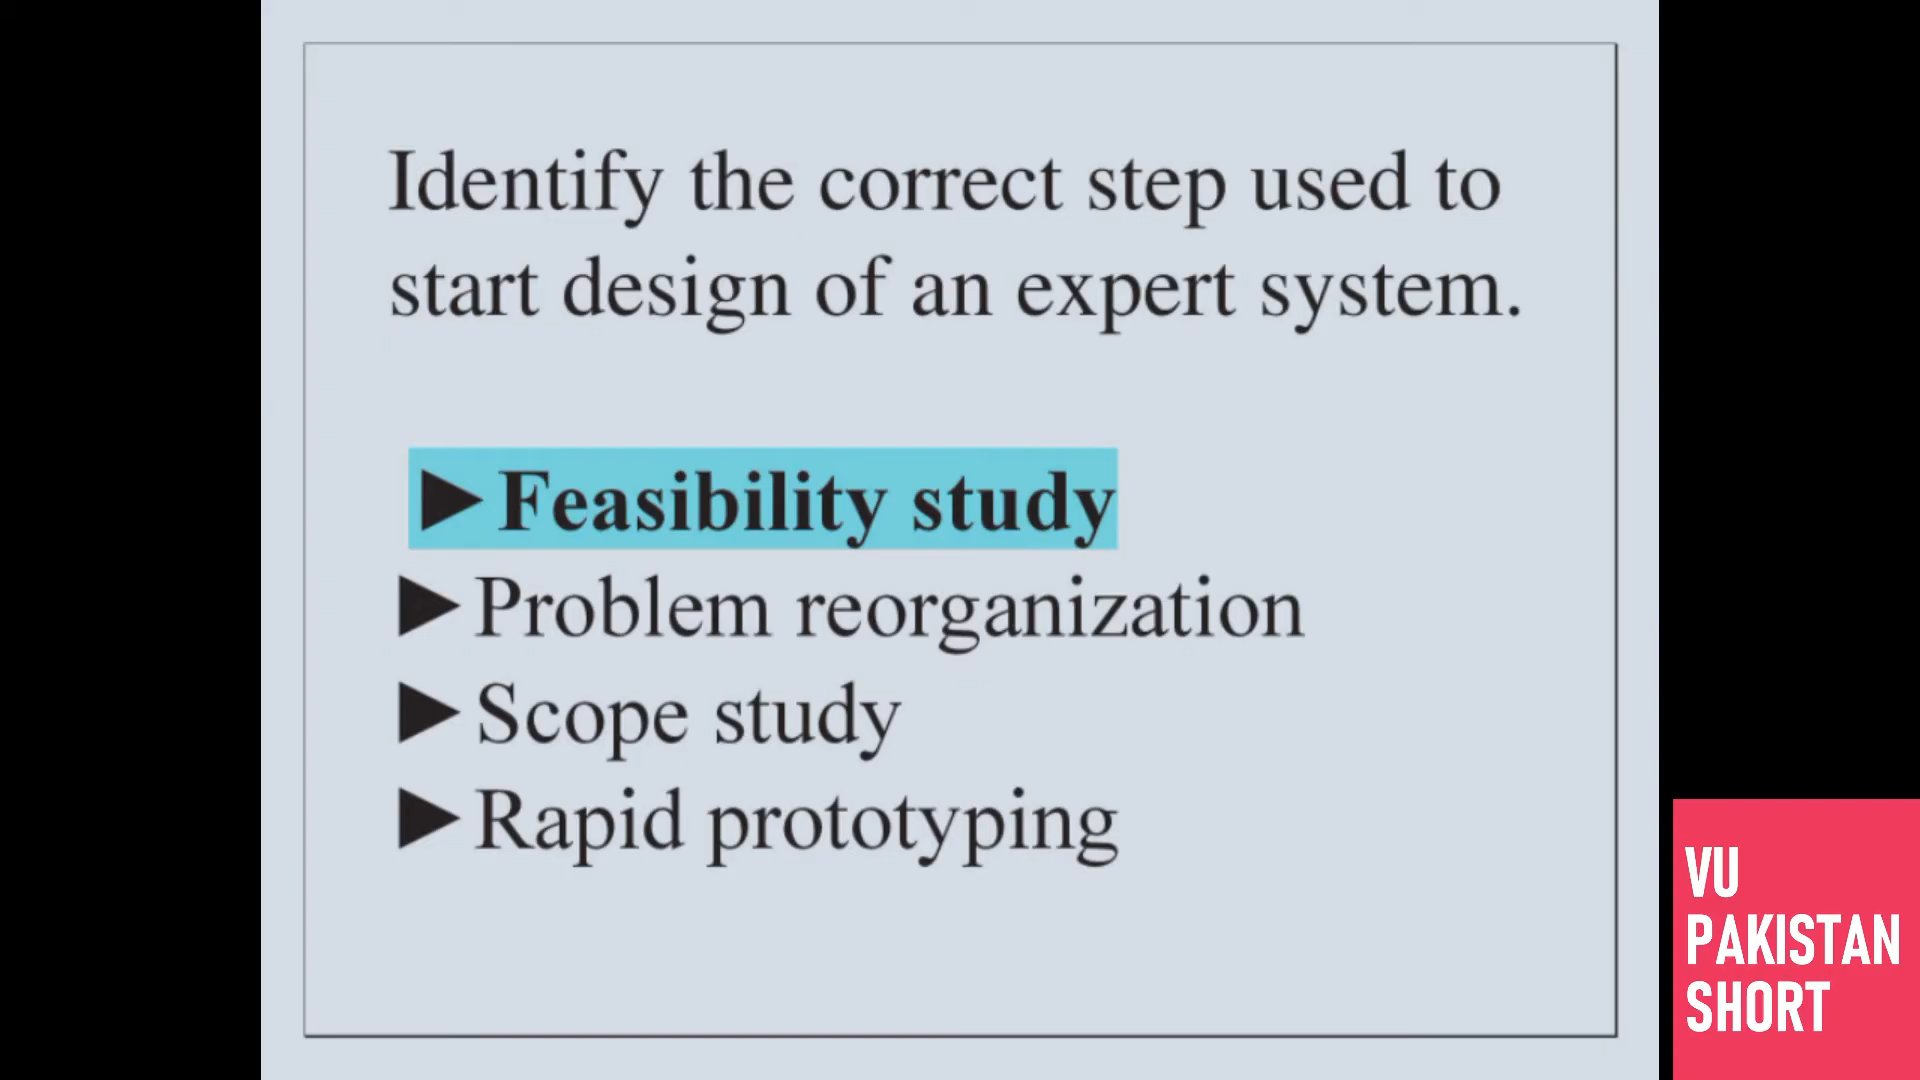 Identify the correct step used to
start design of an expert system.
►Feasibility study
►Problem reorganization
►Scope study
►Rapid prototyping
VU
PAKISTAN
SHORT